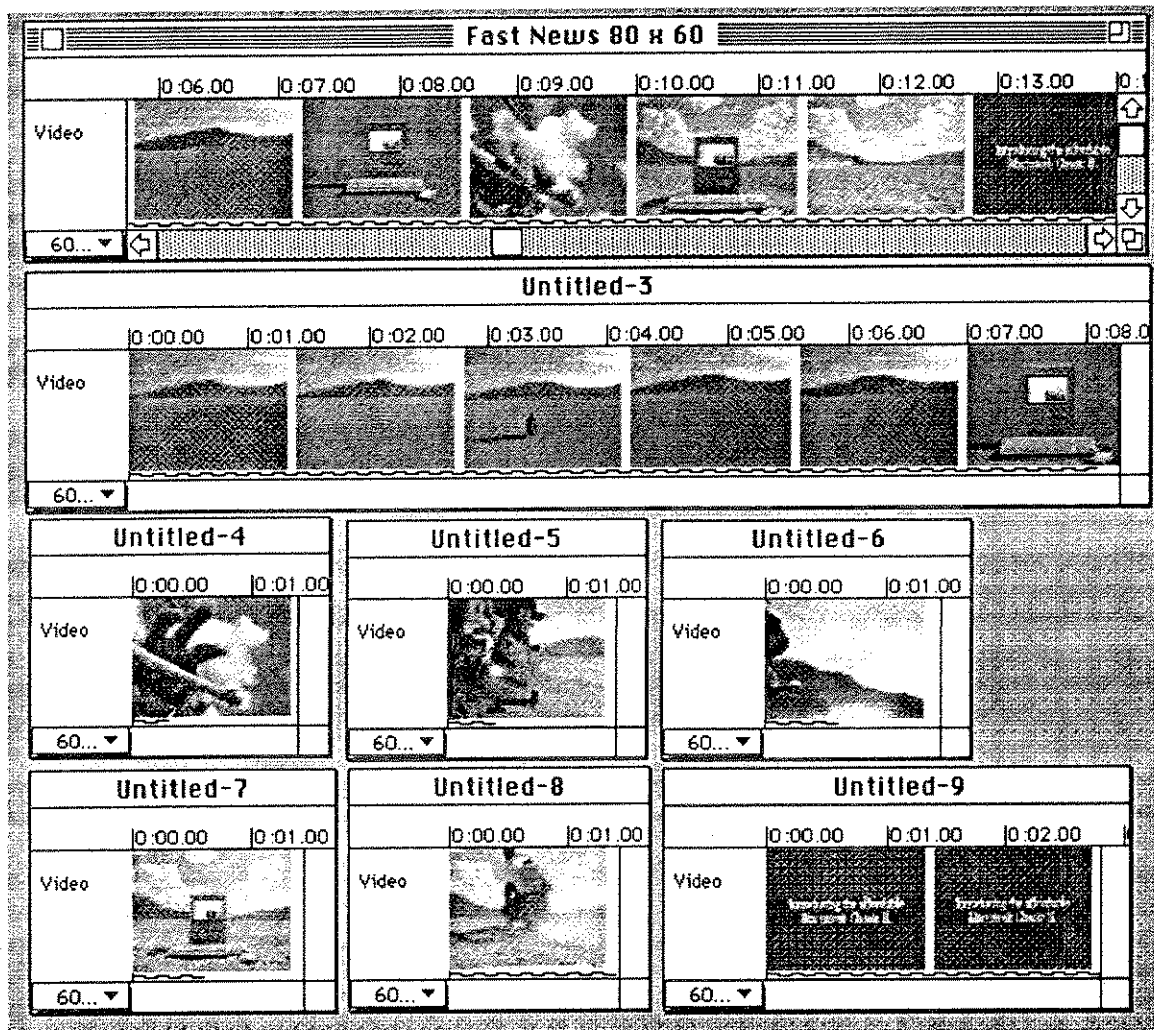 Fast News 80 x 60
0:06.00 0:07.00 0:08.00 0:09.00 0:10.00 0:11.00 0:12.00 0:13.00 0:1
Video
60...
Untitled-3
0:00.00 0:01.00 0:02.00 0:03.00 0:04.00 0:05.00 0:06.00 0:07.00 0:08.0
Video
60...
Untitled-4 Untitled-5 Untitled-6
0:00.00 0:01.00 0:00.00 0:01.00 0:00.00 0:01.00
Video Video Video
60... 60... 60...
Untitled-7 Untitled-8 Untitled-9
0:00.00 0:01.00 0:00.00 0:01.00 0:00.00 0:01.00 0:02.00
Video Video Video
60... 60... 60...